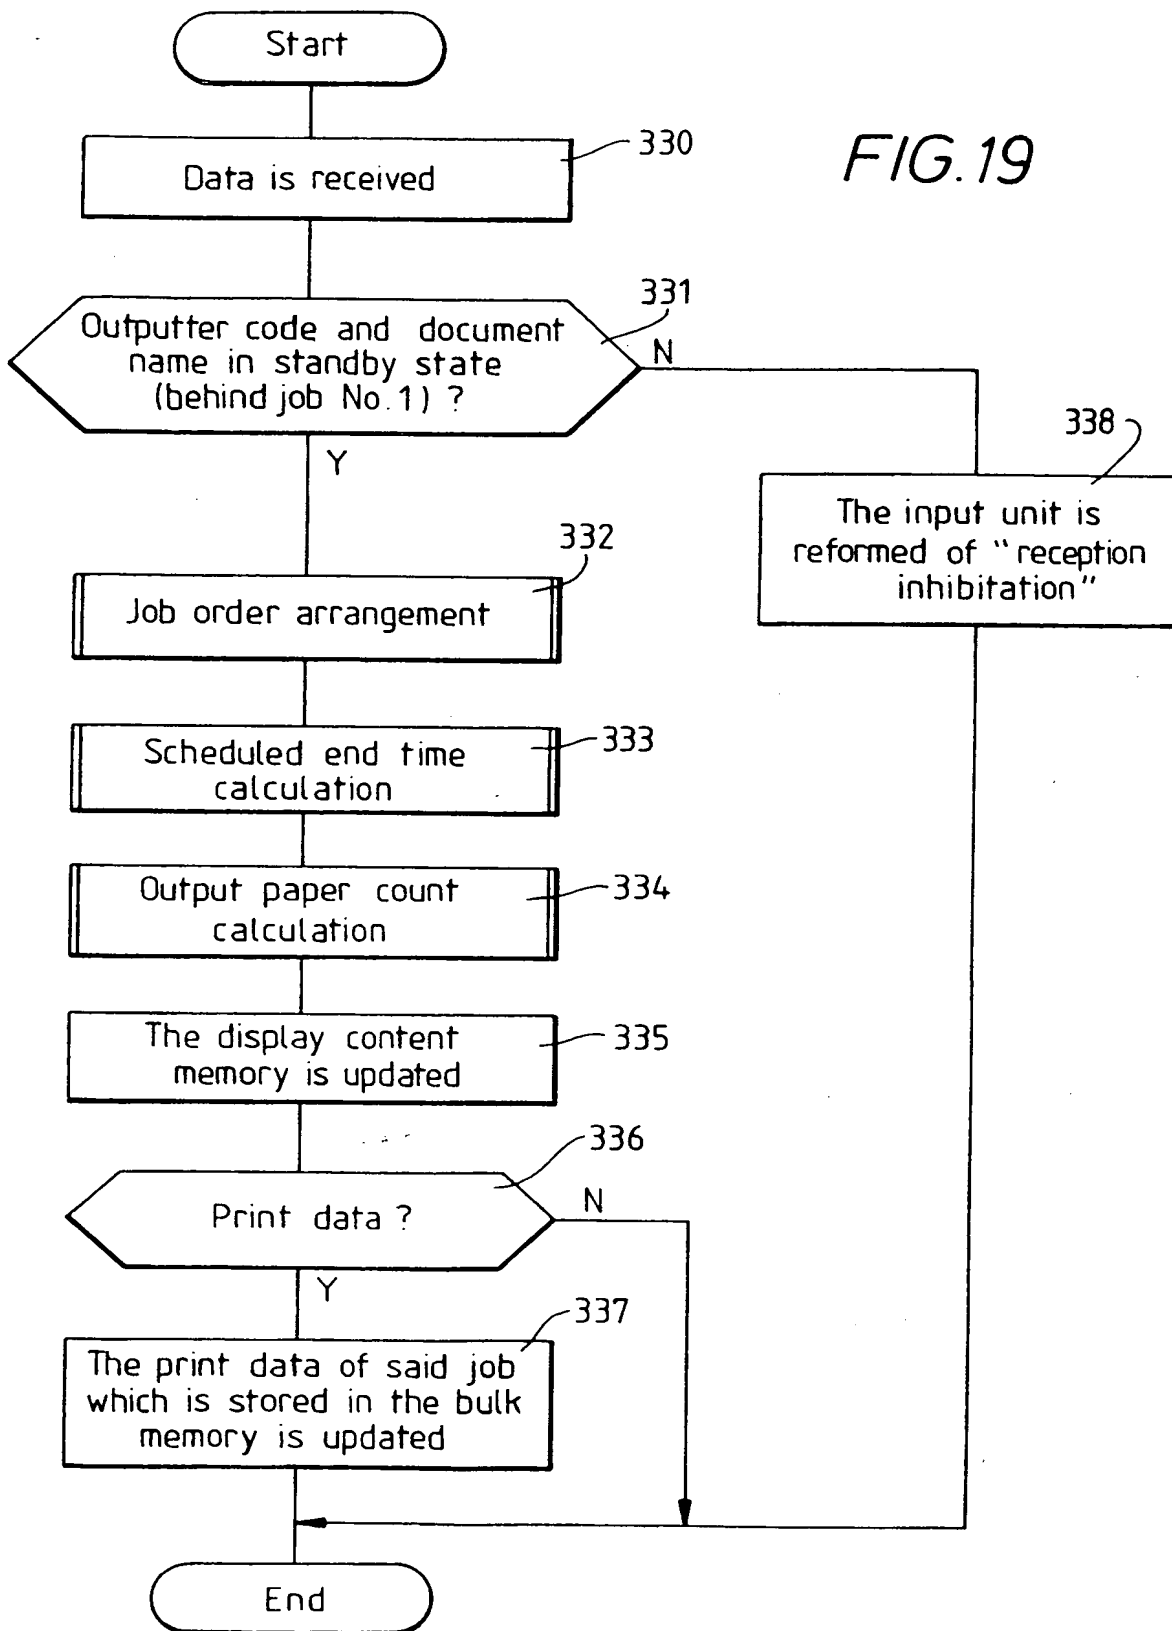 Start
FIG.19
330
Data is received
331
Outputter code and document
name in standby state
(behind job No.1) ?
N
Y
338
The input unit is
reformed of "reception
inhibitation"
332
Job order arrangement
333
Scheduled end time
calculation
334
Output paper count
calculation
335
The display content
memory is updated
336
Print data ?
N
Y
337
The print data of said job
which is stored in the bulk
memory is updated
End